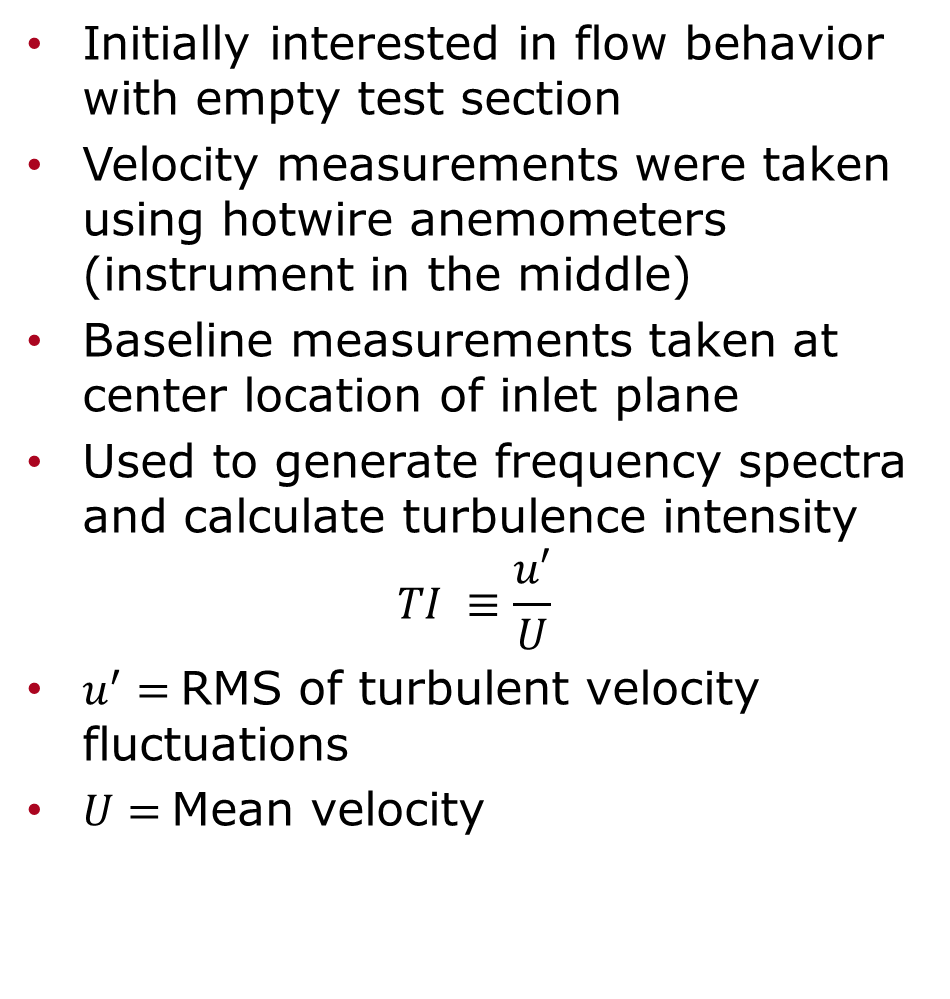 • Initially interested in flow behavior
with empty test section
• Velocity measurements were taken
using hotwire anemometers
(instrument in the middle)
• Baseline measurements taken at
center location of inlet plane
• Used to generate frequency spectra
and calculate turbulence intensity
TI ≡ u′/U
• u′ = RMS of turbulent velocity
fluctuations
• U = Mean velocity